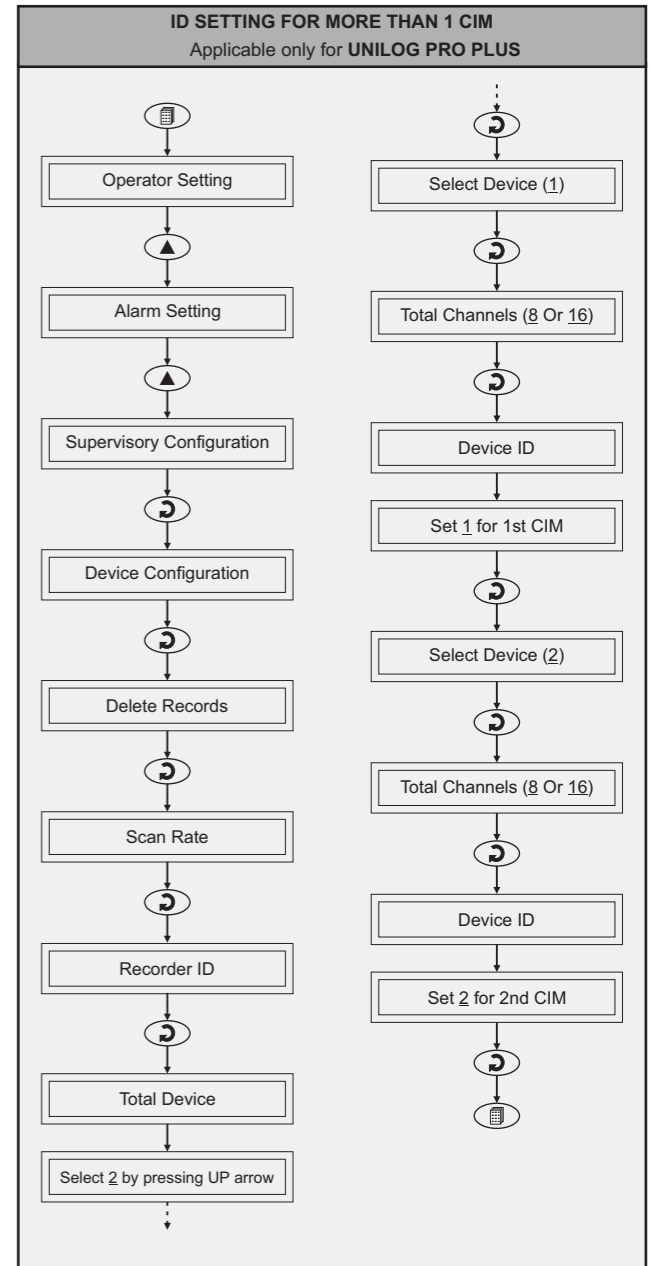 ID SETTING FOR MORE THAN 1 CIM
Applicable only for UNILOG PRO PLUS
Operator Setting
Alarm Setting
Supervisory Configuration
Device Configuration
Delete Records
Scan Rate
Recorder ID
Total Device
Select 2 by pressing UP arrow
Select Device (1)
Total Channels (8 Or 16)
Device ID
Set 1 for 1st CIM
Select Device (2)
Total Channels (8 Or 16)
Device ID
Set 2 for 2nd CIM